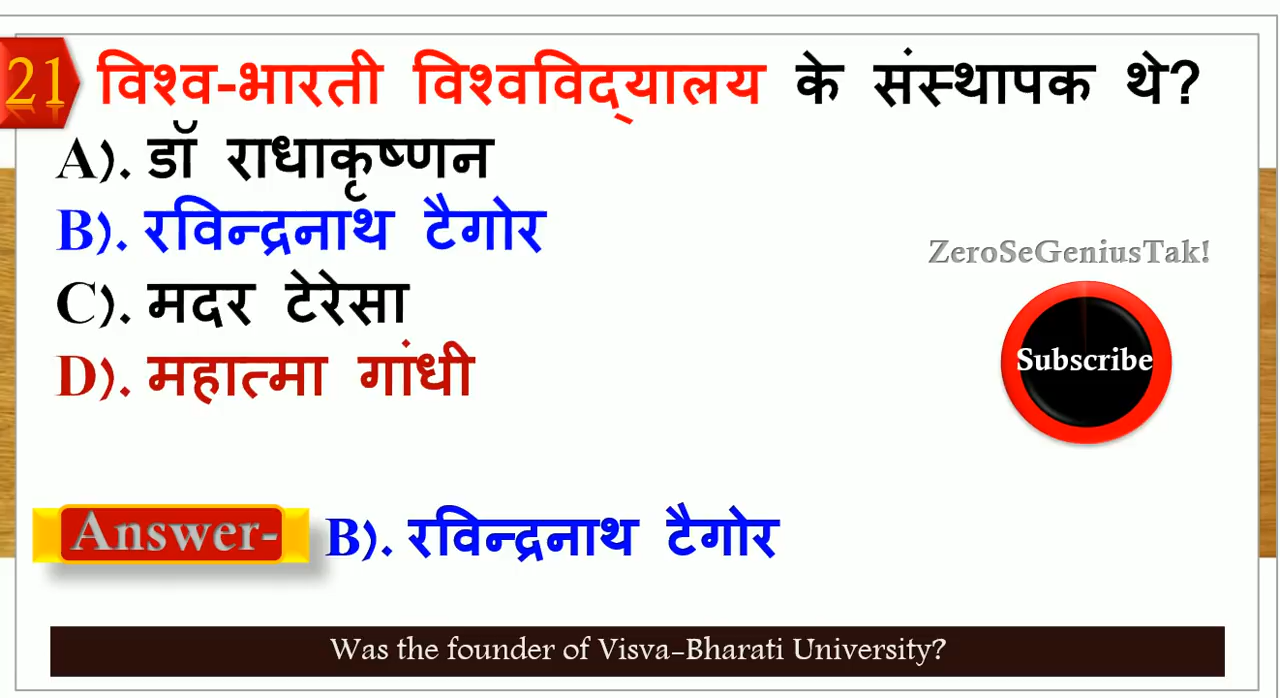 21 विश्व-भारती विश्वविद्यालय के संस्थापक थे?
A). डॉ राधाकृष्णन
B). रविन्द्रनाथ टैगोर
C). मदर टेरेसा
D). महात्मा गांधी
ZeroSeGeniusTak!
Subscribe
Answer- B). रविन्द्रनाथ टैगोर
Was the founder of Visva-Bharati University?